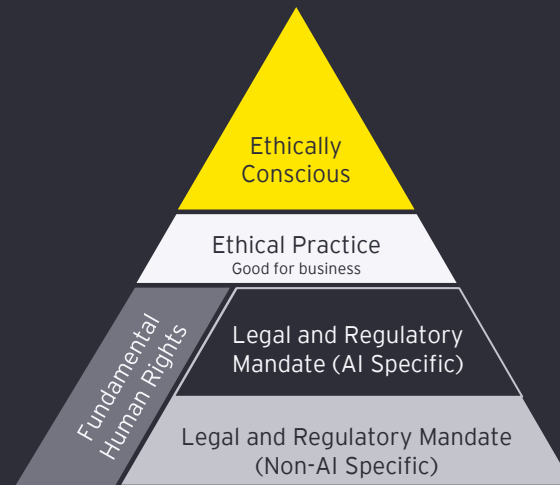 Ethically
Conscious
Ethical Practice
Good for business
Fundamental
Human Rights
Legal and Regulatory
Mandate (AI Specific)
Legal and Regulatory Mandate
(Non-AI Specific)